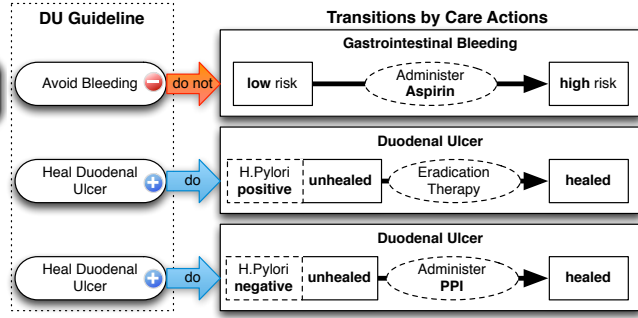 DU Guideline
Transitions by Care Actions
Gastrointestinal Bleeding
Avoid Bleeding
do not
low risk
Administer
Aspirin
high risk
Duodenal Ulcer
Heal Duodenal
Ulcer
do
H.Pylori
positive
unhealed
Eradication
Therapy
healed
Duodenal Ulcer
Heal Duodenal
Ulcer
do
H.Pylori
negative
unhealed
Administer
PPI
healed